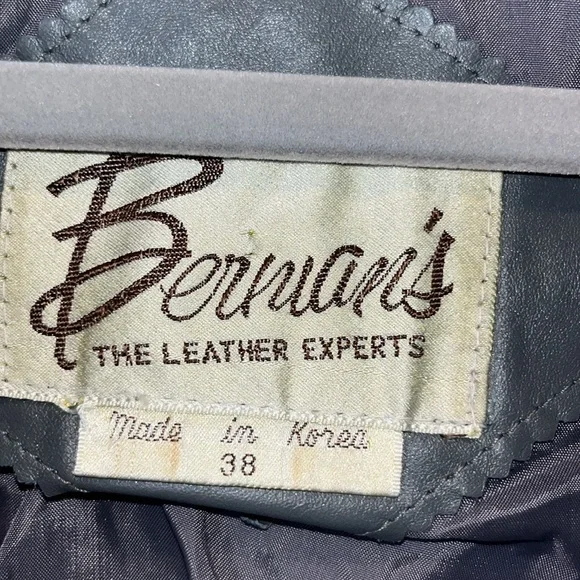 Berman's
THE LEATHER EXPERTS
Made in Korea
38